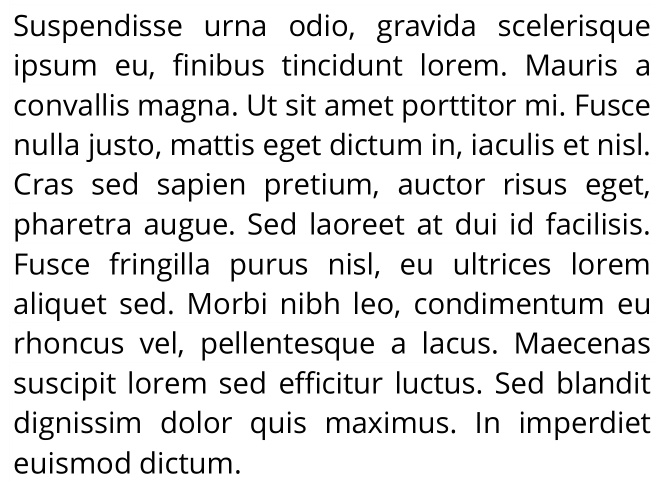 Suspendisse urna odio, gravida scelerisque
ipsum eu, finibus tincidunt lorem. Mauris a
convallis magna. Ut sit amet porttitor mi. Fusce
nulla justo, mattis eget dictum in, iaculis et nisl.
Cras sed sapien pretium, auctor risus eget,
pharetra augue. Sed laoreet at dui id facilisis.
Fusce fringilla purus nisl, eu ultrices lorem
aliquet sed. Morbi nibh leo, condimentum eu
rhoncus vel, pellentesque a lacus. Maecenas
suscipit lorem sed efficitur luctus. Sed blandit
dignissim dolor quis maximus. In imperdiet
euismod dictum.